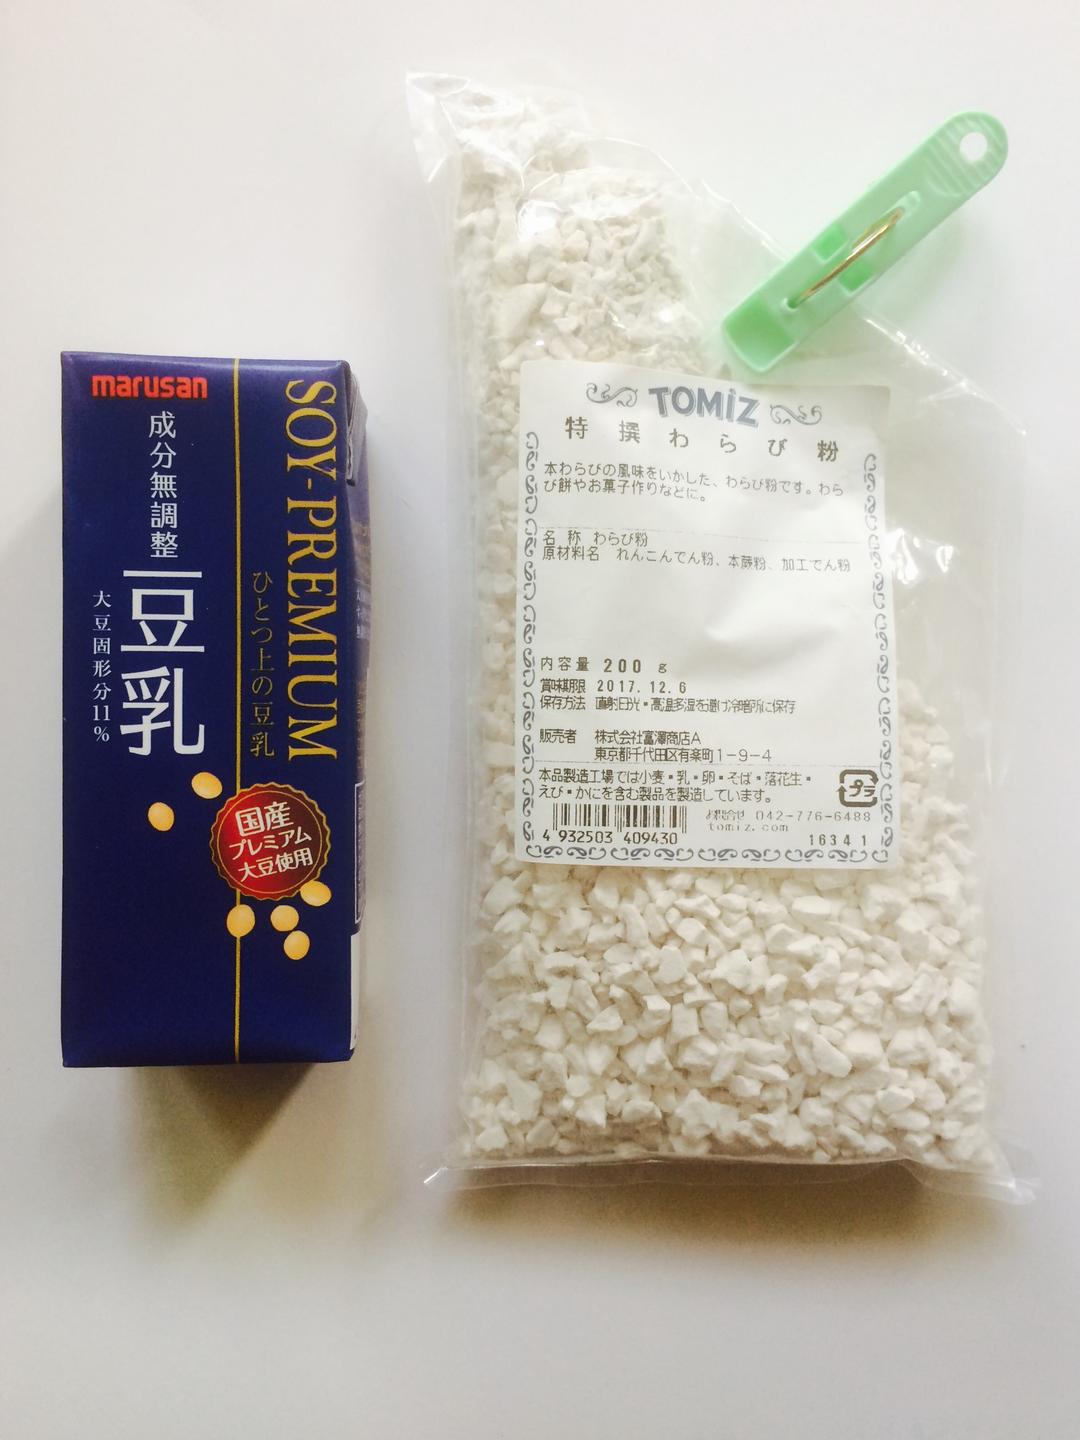 marusan
成分無調整
豆乳
大豆固形分11%
SOY-PREMIUM
ひとつ上の豆乳
国産
プレミアム
大豆使用
TOMIZ
特撰わらび粉
本わらびの風味をいかした、わらび粉です。わら
び餅やお菓子作りなどに。
名 称 わらび粉
原材料名 れんこんでん粉、本蕨粉、加工でん粉
内容量 200 g
賞味期限 2017.12.6
保存方法 直射日光・高温多湿を避け冷暗所に保存
販売者 株式会社富澤商店A
東京都千代田区有楽町1-9-4
本品製造工場では小麦・乳・卵・そば・落花生・
えび・かにを含む製品を製造しています。
プラ
お問合せ 042-776-6488
tomiz.com
4 932503 409430
16341